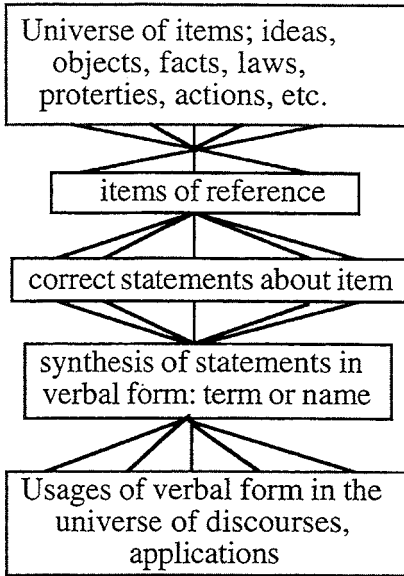 Universe of items; ideas,
objects, facts, laws,
proterties, actions, etc.
items of reference
correct statements about item
synthesis of statements in
verbal form: term or name
Usages of verbal form in the
universe of discourses,
applications